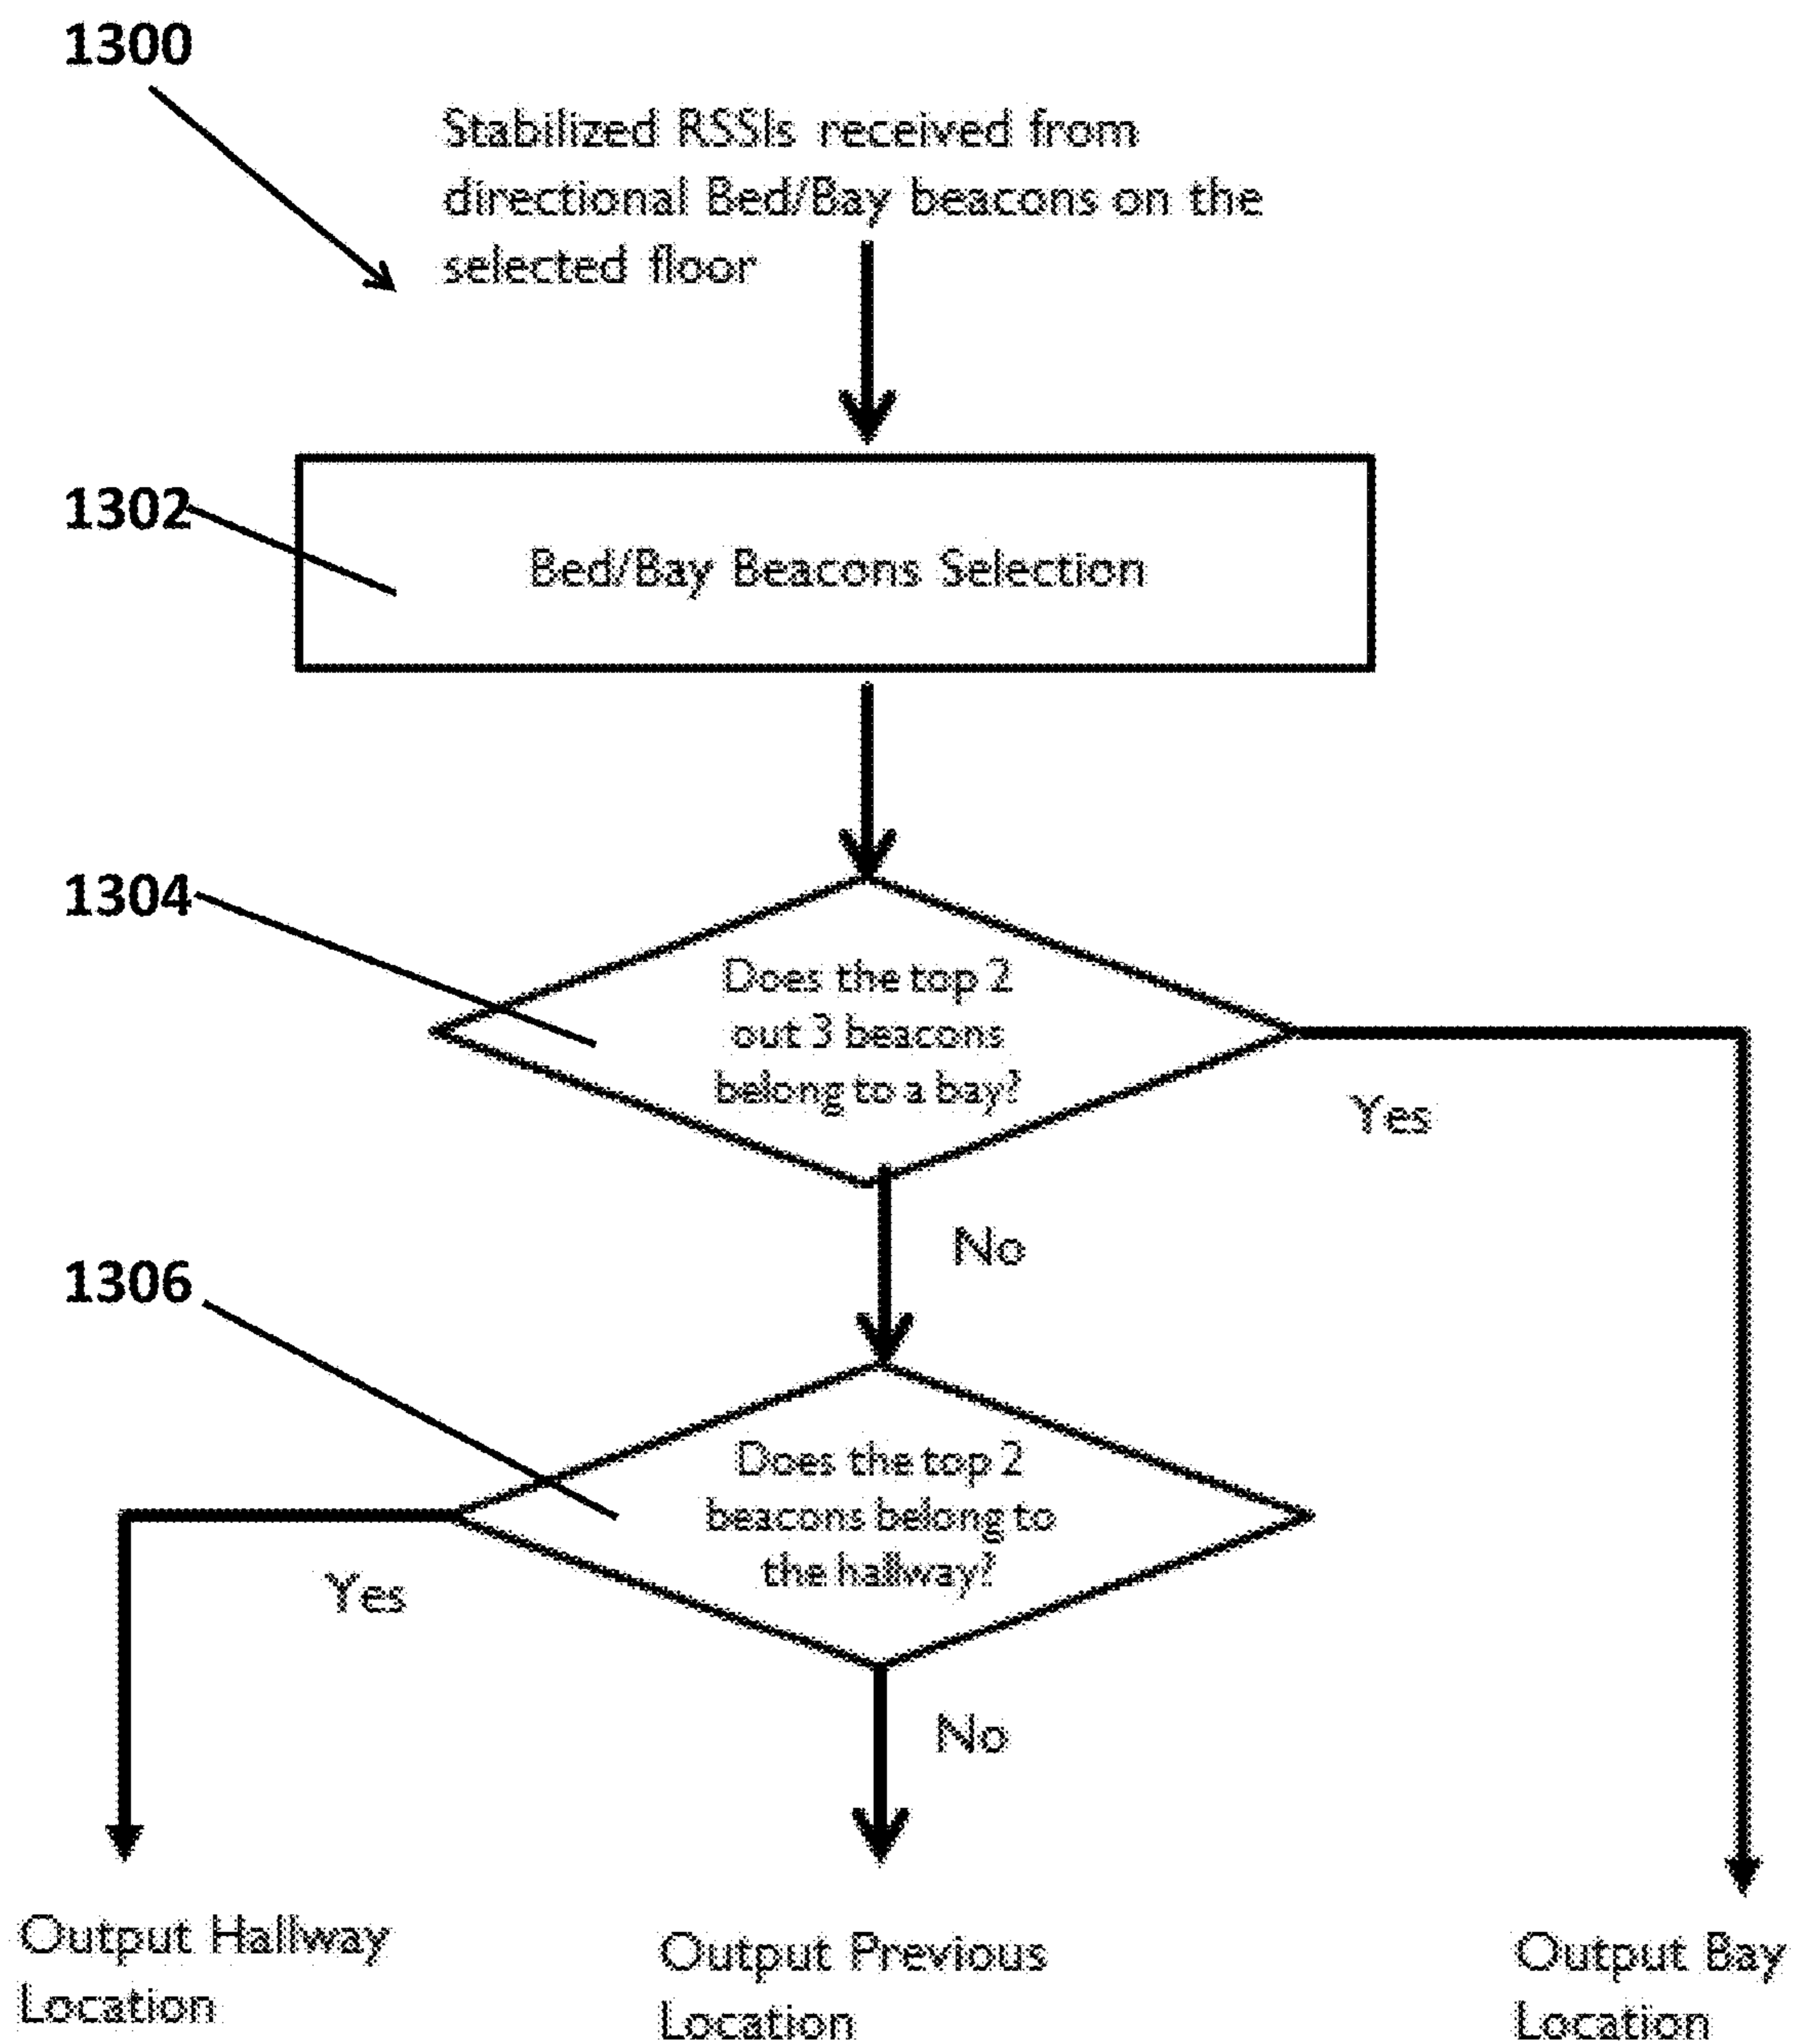 1300
Stabilized RSSIs received from
directional Bed/Bay beacons on the
selected floor
1302
Bed/Bay Beacons Selection
1304
Does the top 2
out 3 beacons
belong to a bay?
Yes
No
1306
Does the top 2
beacons belong to
the hallway?
Yes
No
Output Hallway
Location
Output Previous
Location
Output Bay
Location